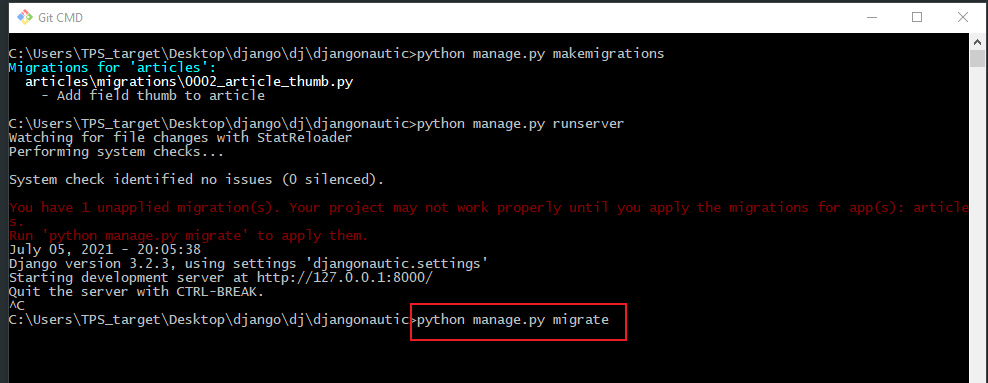 Git CMD
C:\Users\TPS_target\Desktop\django\dj\djangonautic>python manage.py makemigrations
Migrations for 'articles':
articles\migrations\0002_article_thumb.py
- Add field thumb to article
C:\Users\TPS_target\Desktop\django\dj\djangonautic>python manage.py runserver
Watching for file changes with StatReloader
Performing system checks...
System check identified no issues (0 silenced).
You have 1 unapplied migration(s). Your project may not work properly until you apply the migrations for app(s): article
s.
Run 'python manage.py migrate' to apply them.
July 05, 2021 - 20:05:38
Django version 3.2.3, using settings 'djangonautic.settings'
Starting development server at http://127.0.0.1:8000/
Quit the server with CTRL-BREAK.
^C
C:\Users\TPS_target\Desktop\django\dj\djangonautic>python manage.py migrate